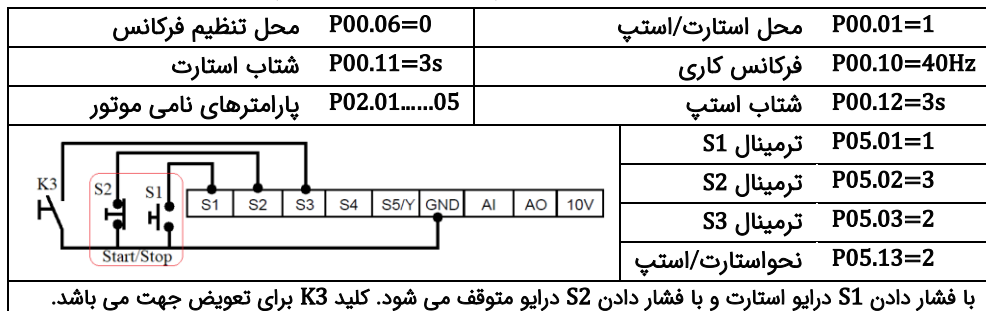 P00.01=1 محل استارت/استپ
P00.06=0 محل تنظیم فرکانس
P00.10=40Hz فرکانس کاری
P00.11=3s شتاب استارت
P00.12=3s شتاب استپ
P02.01......05 پارامترهای نامی موتور
P05.01=1 ترمینال S1
P05.02=3 ترمینال S2
P05.03=2 ترمینال S3
P05.13=2 نحواستارت/استپ
K3 S2 S1
S1 S2 S3 S4 S5/Y GND AI AO 10V
Start/Stop
با فشار دادن S1 درایو استارت و با فشار دادن S2 درایو متوقف می شود. کلید K3 برای تعویض جهت می باشد.